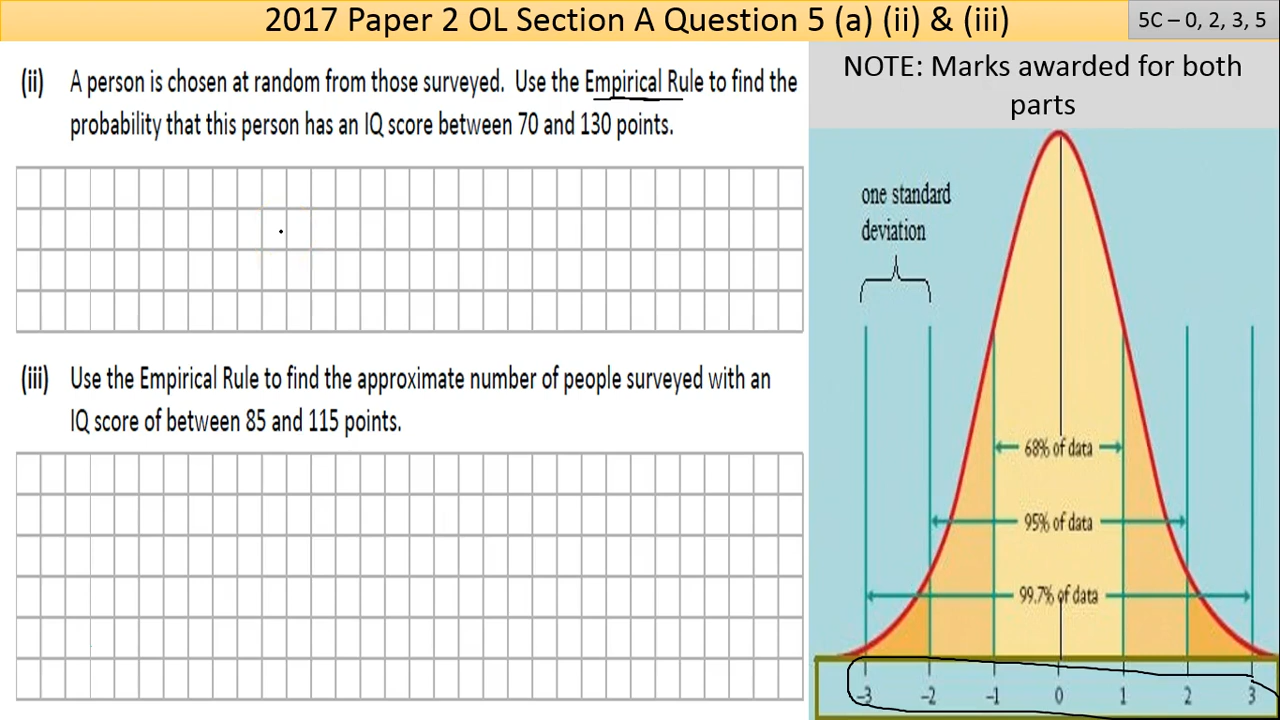 2017 Paper 2 OL Section A Question 5 (a) (ii) & (iii)
5C – 0, 2, 3, 5
(ii) A person is chosen at random from those surveyed. Use the Empirical Rule to find the
probability that this person has an IQ score between 70 and 130 points.
(iii) Use the Empirical Rule to find the approximate number of people surveyed with an
IQ score of between 85 and 115 points.
NOTE: Marks awarded for both
parts
one standard
deviation
68% of data
95% of data
99.7% of data
-3 -2 -1 0 1 2 3